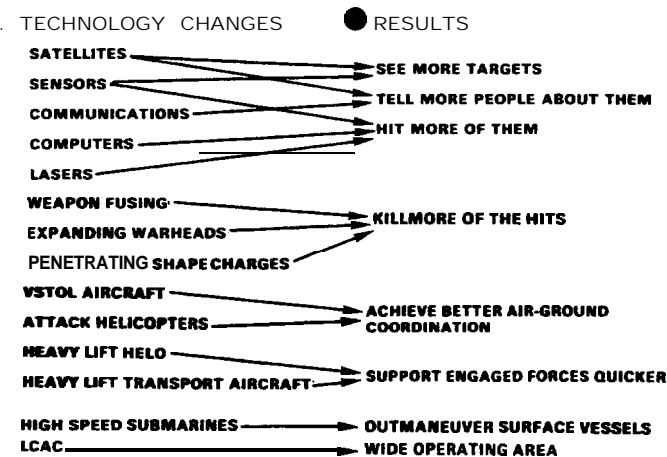 . TECHNOLOGY CHANGES ● RESULTS
SATELLITES
SEE MORE TARGETS
SENSORS
TELL MORE PEOPLE ABOUT THEM
COMMUNICATIONS
HIT MORE OF THEM
COMPUTERS
LASERS
WEAPON FUSING
KILLMORE OF THE HITS
EXPANDING WARHEADS
PENETRATING SHAPE CHARGES
VSTOL AIRCRAFT
ACHIEVE BETTER AIR-GROUND
COORDINATION
ATTACK HELICOPTERS
HEAVY LIFT HELO
SUPPORT ENGAGED FORCES QUICKER
HEAVY LIFT TRANSPORT AIRCRAFT
HIGH SPEED SUBMARINES OUTMANEUVER SURFACE VESSELS
LCAC WIDE OPERATING AREA